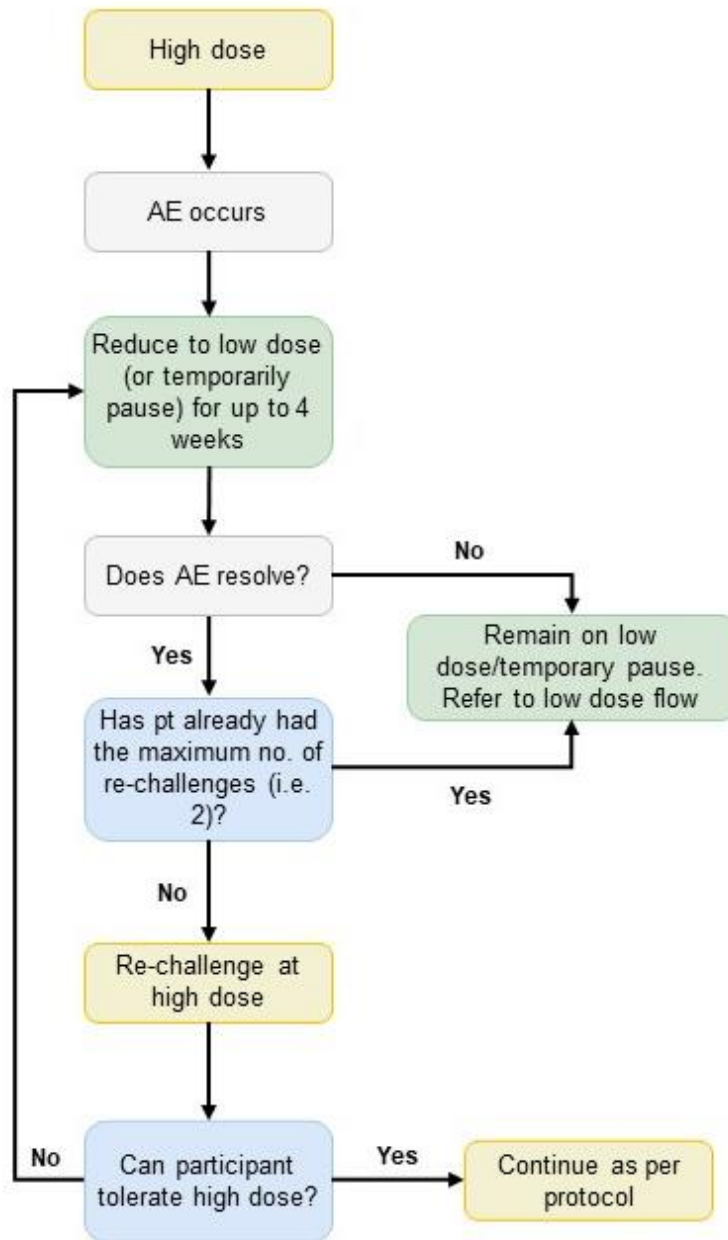 High dose
AE occurs
Reduce to low dose
(or temporarily
pause) for up to 4
weeks
Does AE resolve?
No
Remain on low
dose/temporary pause.
Refer to low dose flow
Yes
Has pt already had
the maximum no. of
re-challenges (i.e.
2)?
Yes
No
Re-challenge at
high dose
No
Can participant
tolerate high dose?
Yes
Continue as per
protocol